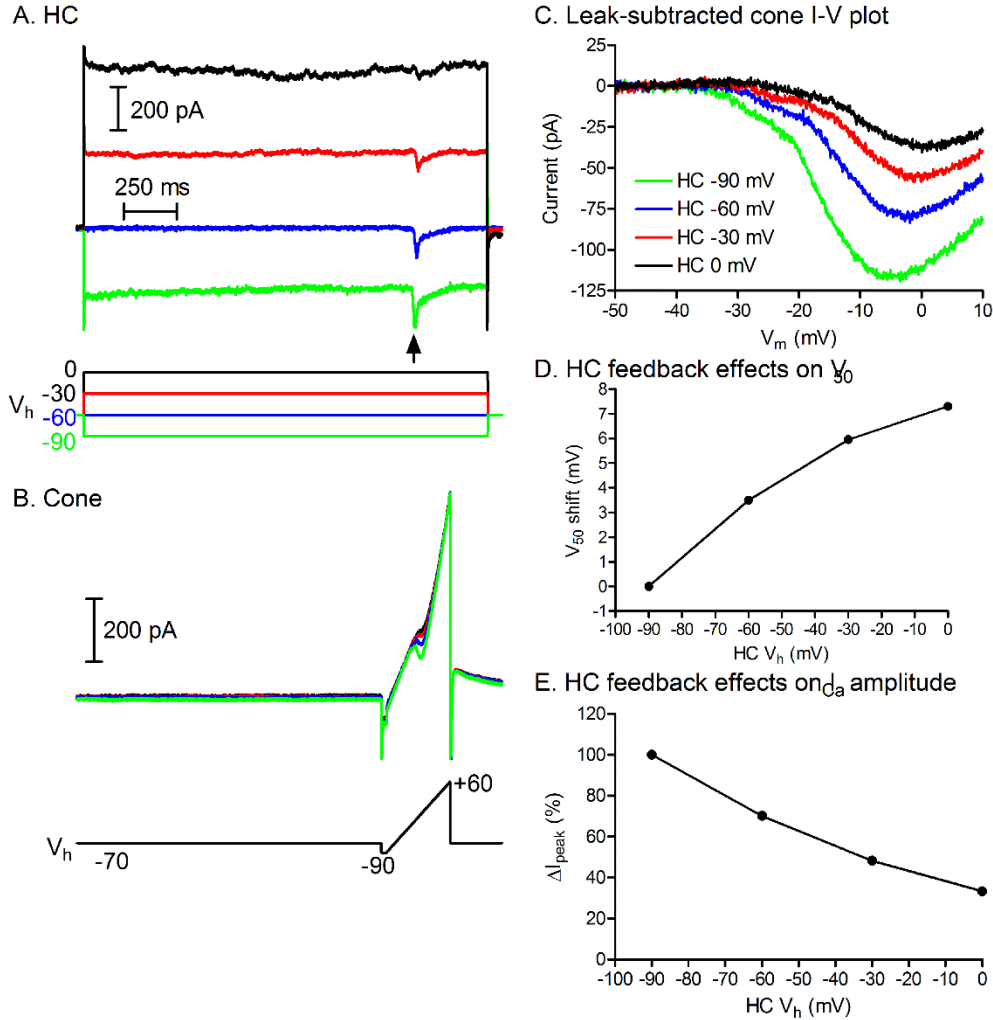 A. HC
200 pA
250 ms
0
-30
Vh
-60
-90
B. Cone
200 pA
+60
Vh
-70
-90
C. Leak-subtracted cone I-V plot
25
0
-25
-50
-75
-100
-125
Current (pA)
HC -90 mV
HC -60 mV
HC -30 mV
HC 0 mV
-50 -40 -30 -20 -10 0 10
Vm (mV)
D. HC feedback effects on V50
8
7
6
5
4
3
2
1
0
-1
V50 shift (mV)
-100 -90 -80 -70 -60 -50 -40 -30 -20 -10 0
HC Vh (mV)
E. HC feedback effects on ICa amplitude
120
100
80
60
40
20
0
ΔIpeak (%)
-100 -90 -80 -70 -60 -50 -40 -30 -20 -10 0
HC Vh (mV)